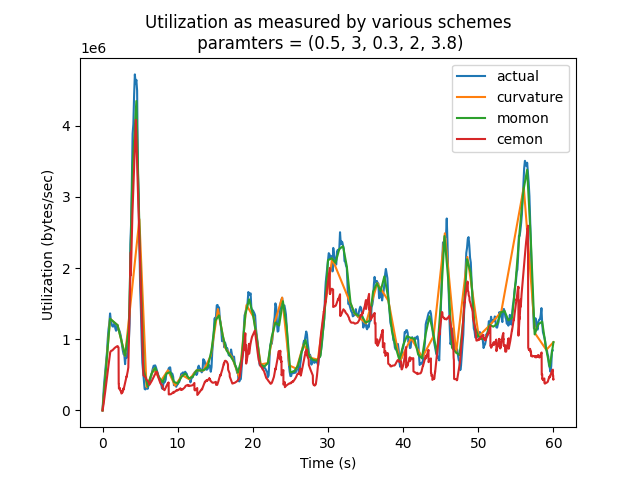 Utilization as measured by various schemes
paramters = (0.5, 3, 0.3, 2, 3.8)
1e6
actual
curvature
momon
cemon
4
3
2
1
0
Utilization (bytes/sec)
0 10 20 30 40 50 60
Time (s)